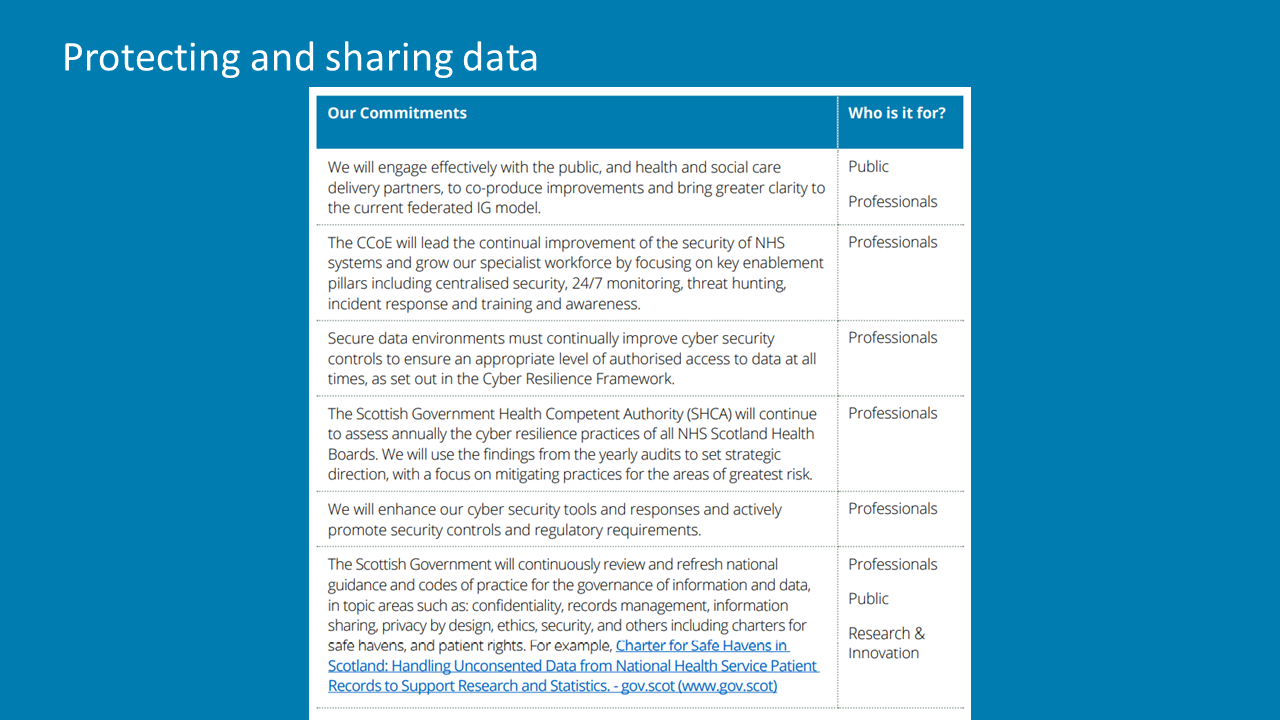 Protecting and sharing data
Our Commitments
Who is it for?
We will engage effectively with the public, and health and social care
delivery partners, to co-produce improvements and bring greater clarity to
the current federated IG model.
Public
Professionals
The CCoE will lead the continual improvement of the security of NHS
systems and grow our specialist workforce by focusing on key enablement
pillars including centralised security, 24/7 monitoring, threat hunting,
incident response and training and awareness.
Professionals
Secure data environments must continually improve cyber security
controls to ensure an appropriate level of authorised access to data at all
times, as set out in the Cyber Resilience Framework.
Professionals
The Scottish Government Health Competent Authority (SHCA) will continue
to assess annually the cyber resilience practices of all NHS Scotland Health
Boards. We will use the findings from the yearly audits to set strategic
direction, with a focus on mitigating practices for the areas of greatest risk.
Professionals
We will enhance our cyber security tools and responses and actively
promote security controls and regulatory requirements.
Professionals
The Scottish Government will continuously review and refresh national
guidance and codes of practice for the governance of information and data,
in topic areas such as: confidentiality, records management, information
sharing, privacy by design, ethics, security, and others including charters for
safe havens, and patient rights. For example, Charter for Safe Havens in
Scotland: Handling Unconsented Data from National Health Service Patient
Records to Support Research and Statistics. - gov.scot (www.gov.scot)
Professionals
Public
Research &
Innovation